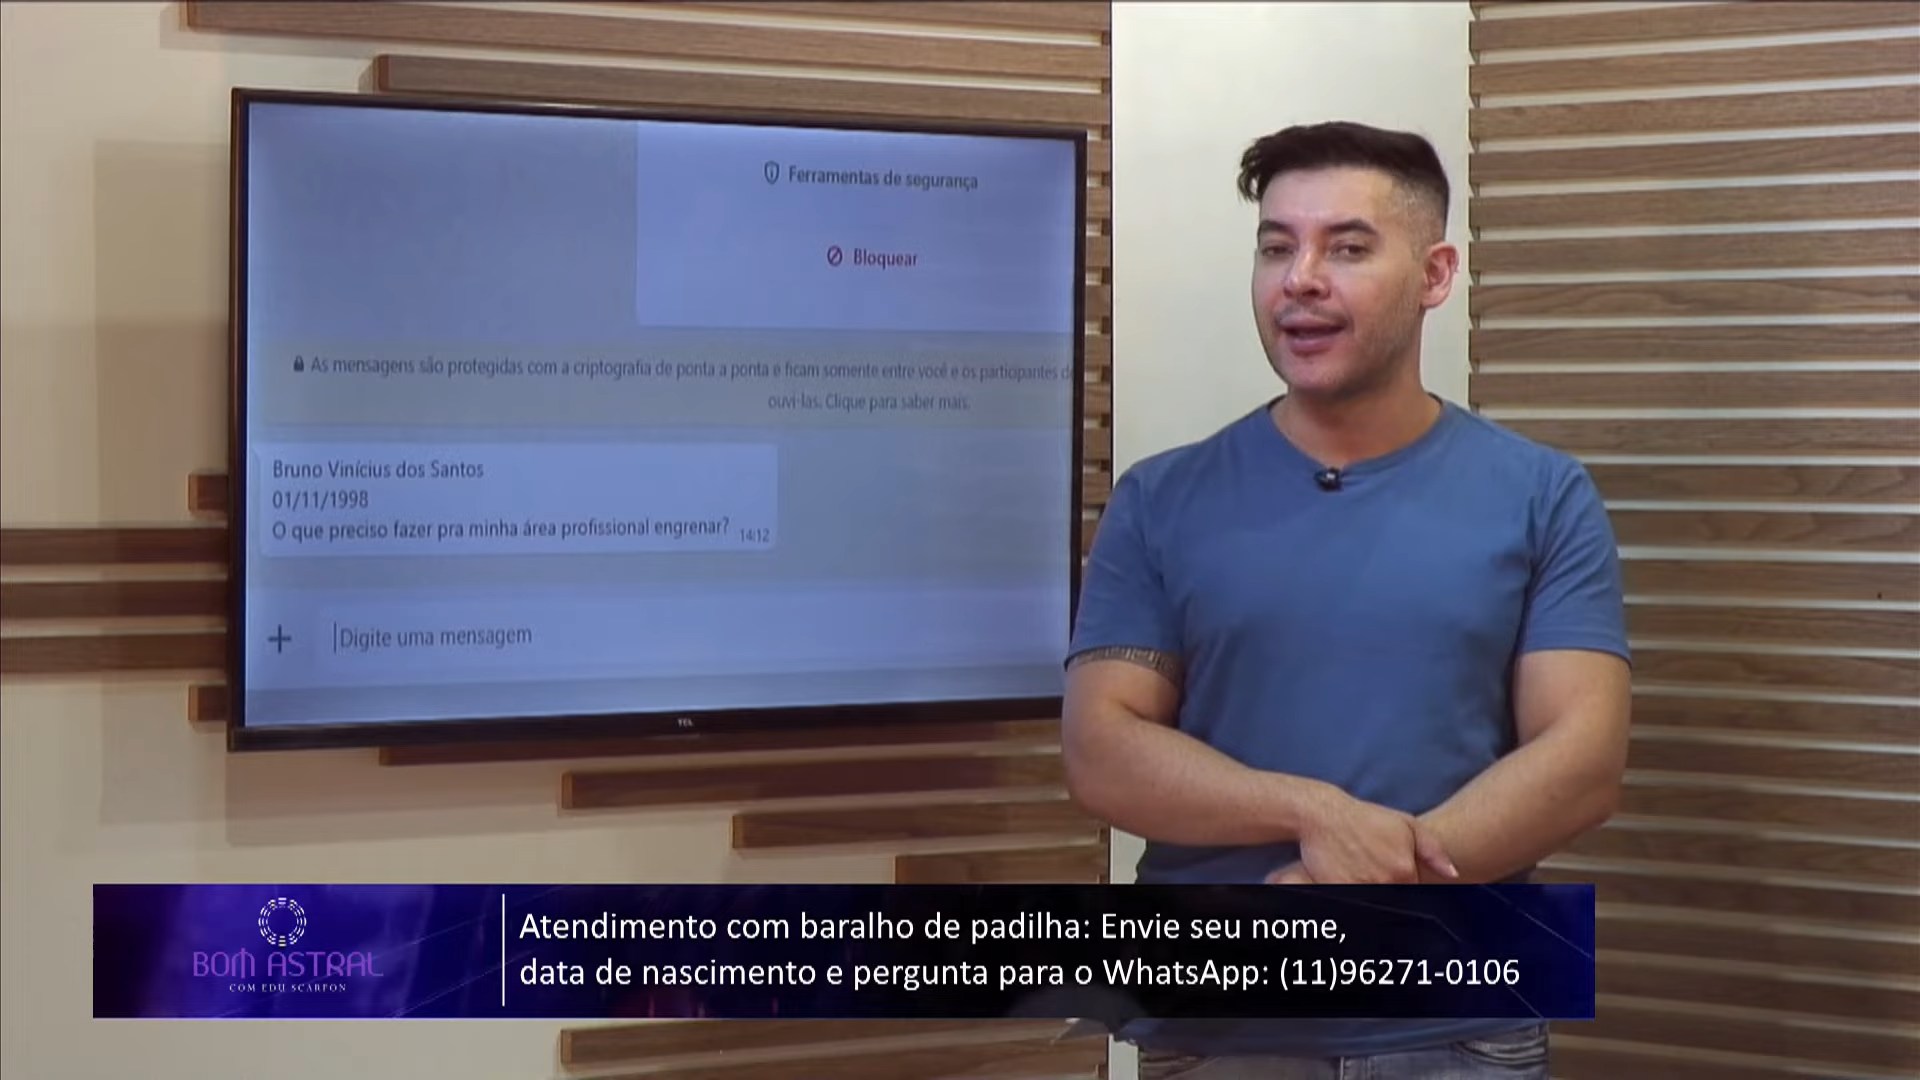 Ferramentas de segurança
Bloquear
As mensagens são protegidas com a criptografia de ponta a ponta e ficam somente entre você e os participantes de
ouvi-las. Clique para saber mais.
Bruno Vinícius dos Santos
01/11/1998
O que preciso fazer pra minha área profissional engrenar?
14:12
Digite uma mensagem
TCL
BOM ASTRAL
COM EDU SCARFON
Atendimento com baralho de padilha: Envie seu nome,
data de nascimento e pergunta para o WhatsApp: (11)96271-0106